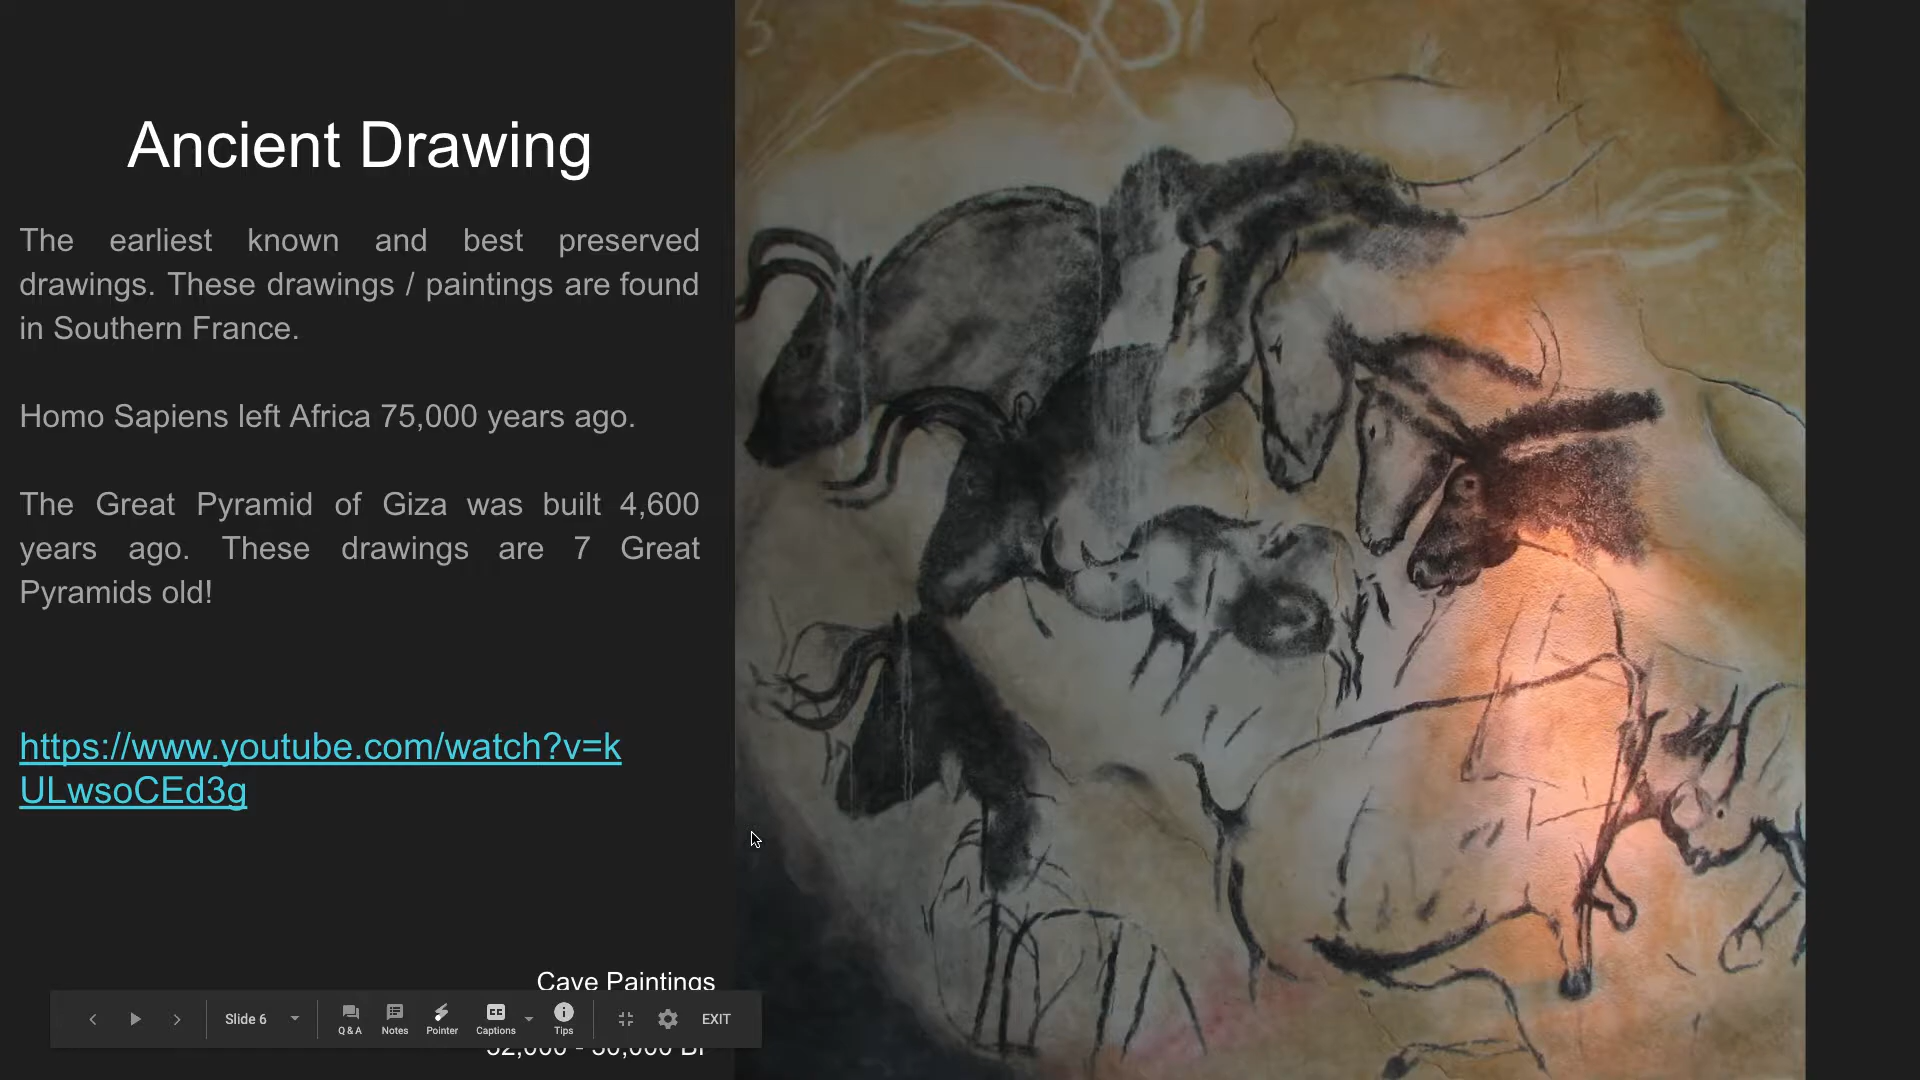 Ancient Drawing
The earliest known and best preserved
drawings. These drawings / paintings are found
in Southern France.
Homo Sapiens left Africa 75,000 years ago.
The Great Pyramid of Giza was built 4,600
years ago. These drawings are 7 Great
Pyramids old!
https://www.youtube.com/watch?v=k
ULwsoCEd3g
Cave Paintings
Slide 6
Q & A
Notes
Pointer
Captions
Tips
EXIT